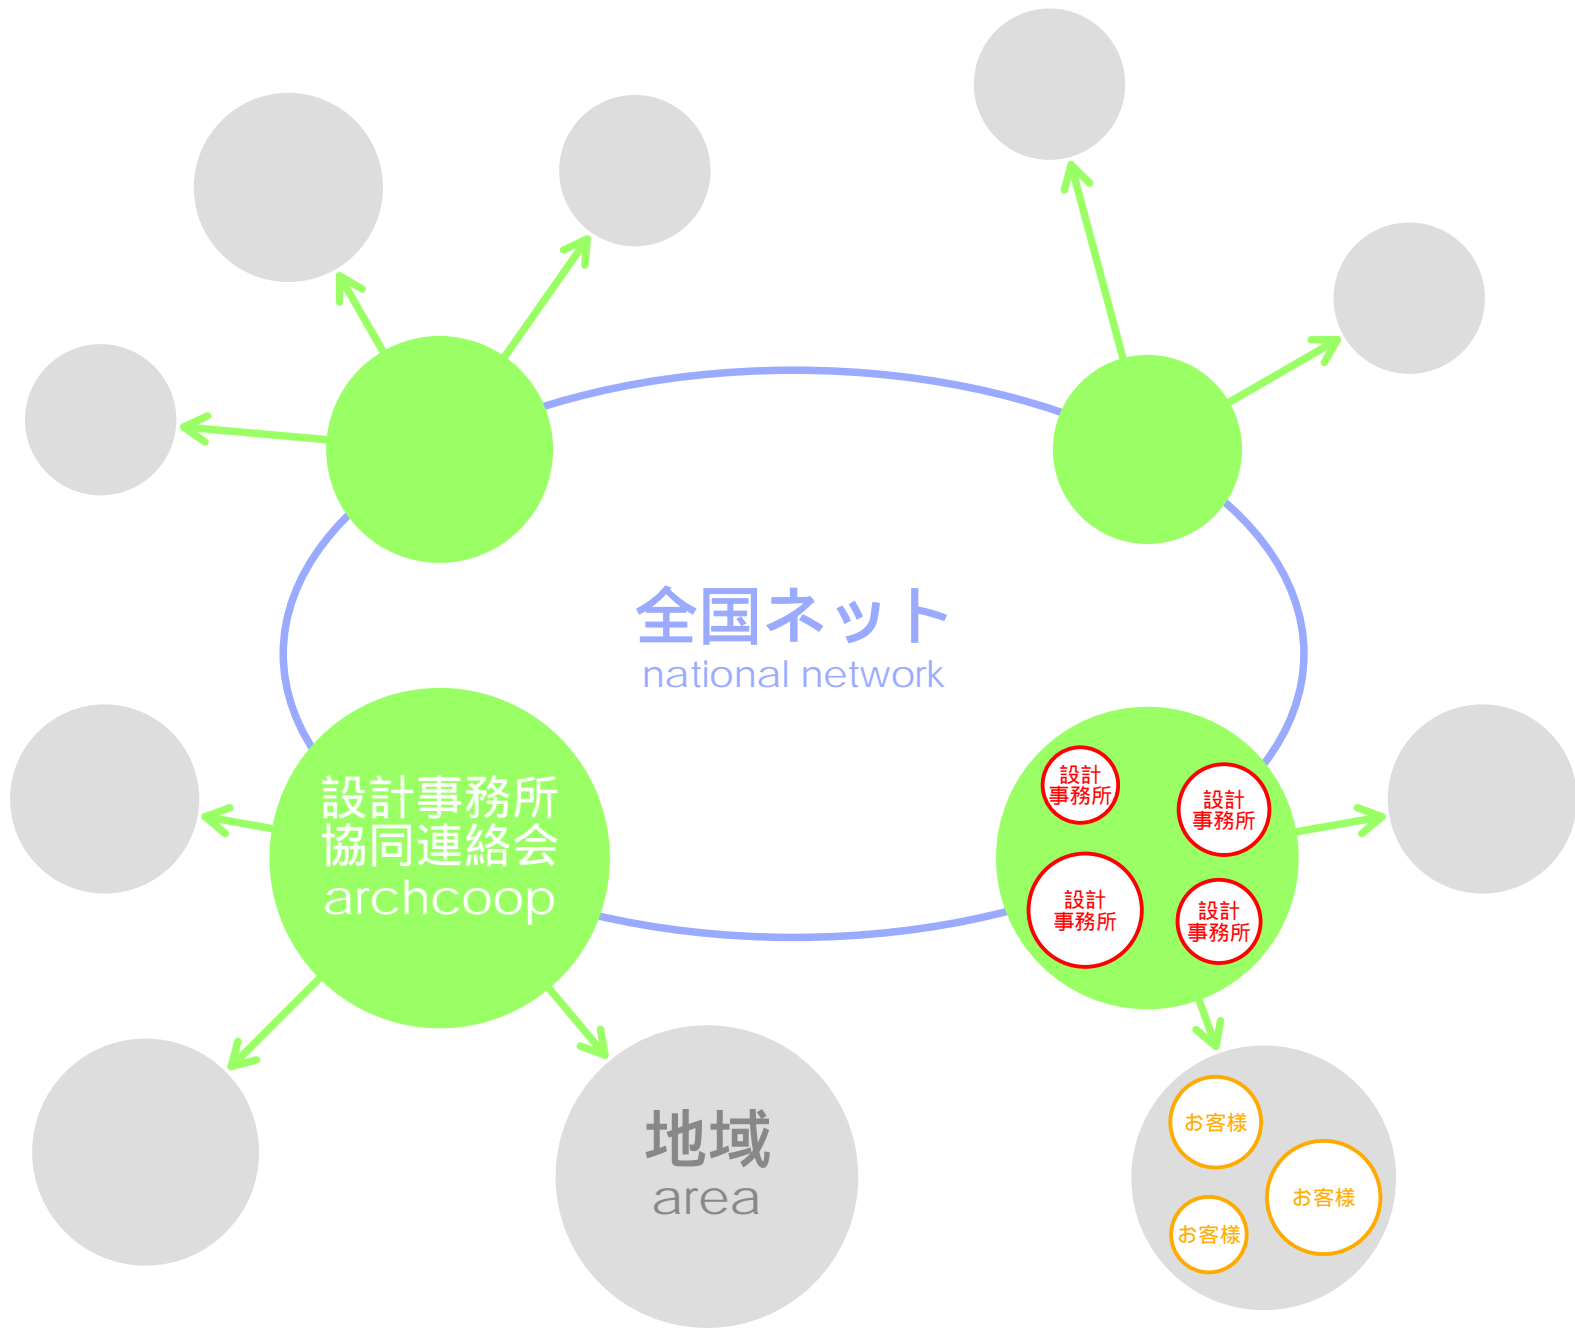 全国ネット
national network
設計事務所
協同連絡会
archcoop
設計
事務所
設計
事務所
設計
事務所
設計
事務所
地域
area
お客様
お客様
お客様